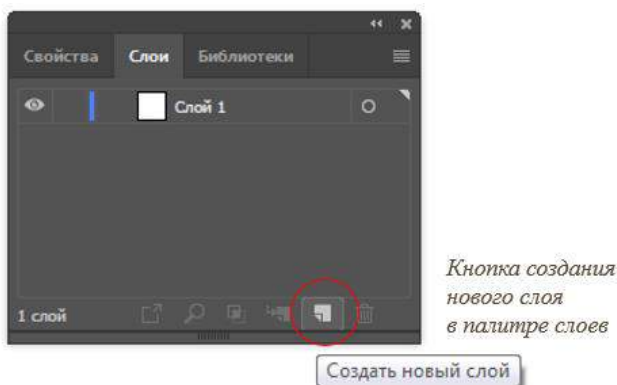 Свойства Слои Библиотеки
Слой 1
Кнопка создания
нового слоя
в палитре слоев
1 слой
Создать новый слой